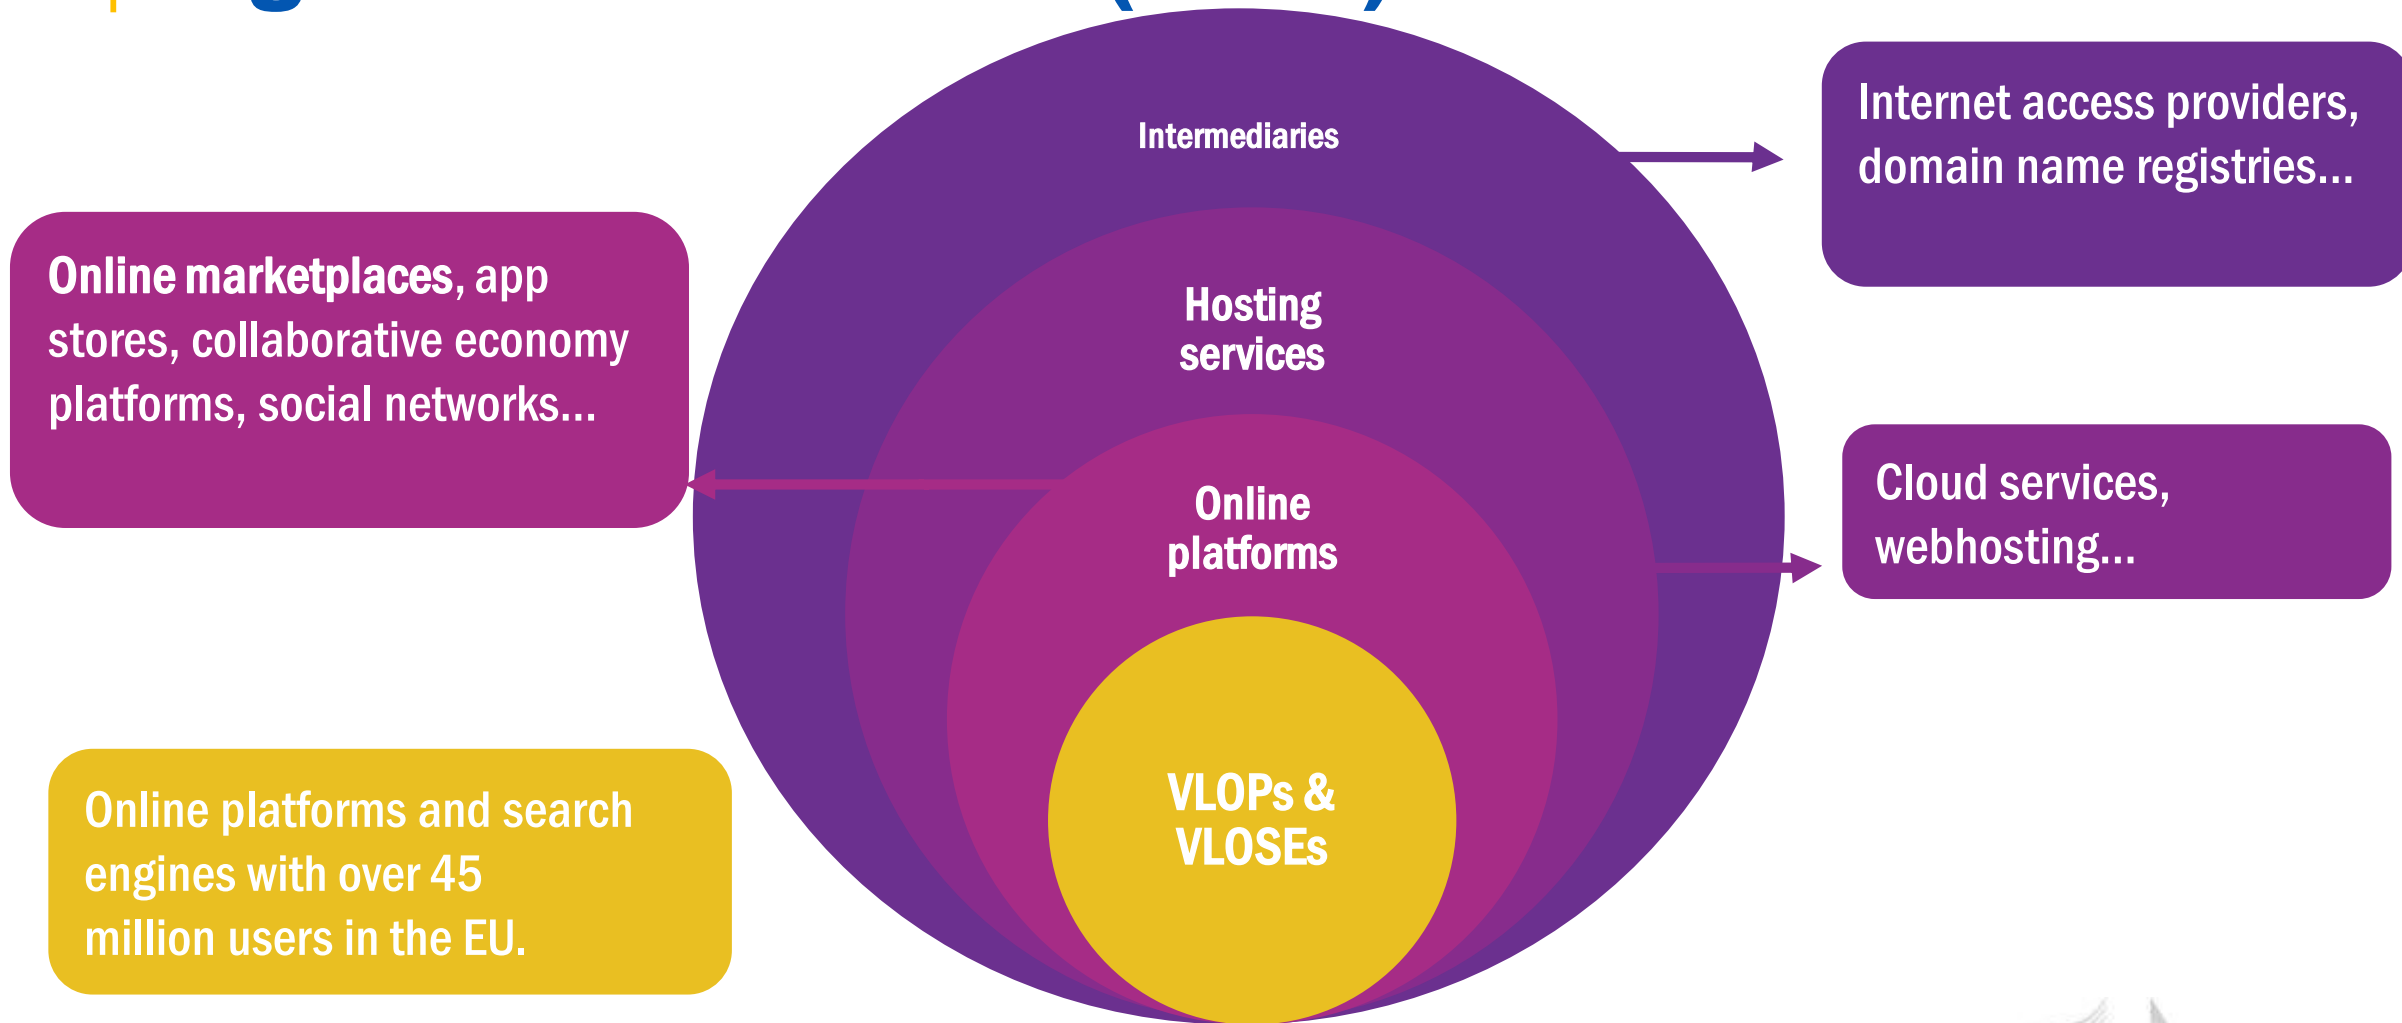 Intermediaries
Internet access providers,
domain name registries...
Online marketplaces, app
stores, collaborative economy
platforms, social networks...
Hosting
services
Cloud services,
webhosting...
Online
platforms
Online platforms and search
engines with over 45
million users in the EU.
VLOPs &
VLOSEs